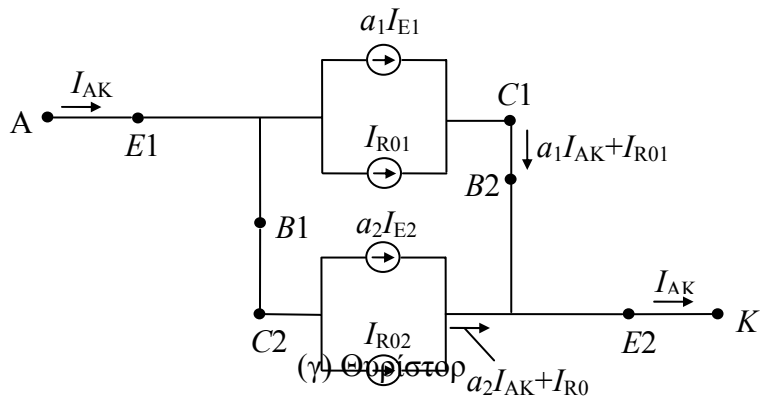 a₁I_E1
I_AK
A
E1
C1
I_R01
a₁I_AK+I_R01
B2
B1
a₂I_E2
I_AK
C2
I_R02
E2
K
(γ) Θυρίστορ
a₂I_AK+I_R0